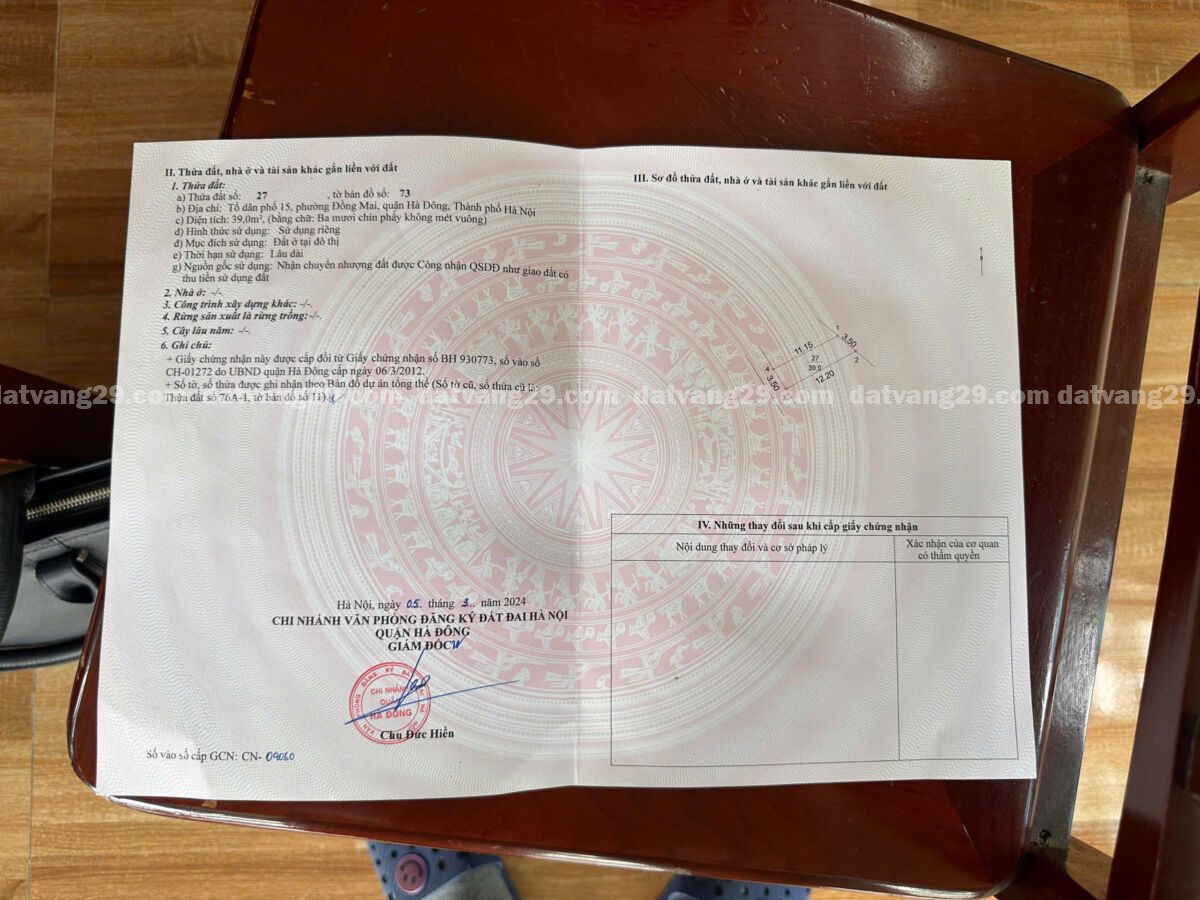 II. Thửa đất, nhà ở và tài sản khác gắn liền với đất
1. Thửa đất:
a) Thửa đất số: 27 , tờ bản đồ số: 73
b) Địa chỉ: Tổ dân phố 15, phường Đồng Mai, quận Hà Đông, Thành phố Hà Nội
c) Diện tích: 39,0m², (bằng chữ: Ba mươi chín phẩy không mét vuông)
d) Hình thức sử dụng: Sử dụng riêng
đ) Mục đích sử dụng: Đất ở tại đô thị
e) Thời hạn sử dụng: Lâu dài
g) Nguồn gốc sử dụng: Nhận chuyển nhượng đất được Công nhận QSDĐ như giao đất có
thu tiền sử dụng đất
2. Nhà ở: -/-.
3. Công trình xây dựng khác: -/-.
4. Rừng sản xuất là rừng trồng:-/-.
5. Cây lâu năm: -/-.
6. Ghi chú:
+ Giấy chứng nhận này được cấp đổi từ Giấy chứng nhận số BH 930773, số vào sổ
CH-01272 do UBND quận Hà Đông cấp ngày 06/3/2012.
+ Số tờ, số thửa được ghi nhận theo Bản đồ dự án tổng thể (Số tờ cũ, số thửa cũ là:
Thửa đất số 76A-1, tờ bản đồ số 11)
Hà Nội, ngày 05 tháng 3 năm 2024
CHI NHÁNH VĂN PHÒNG ĐĂNG KÝ ĐẤT ĐAI HÀ NỘI
QUẬN HÀ ĐÔNG
GIÁM ĐỐC
CHI NHÁNH
QUẬN
HÀ ĐÔNG
Chu Đức Hiền
Số vào sổ cấp GCN: CN- 04060
III. Sơ đồ thửa đất, nhà ở và tài sản khác gắn liền với đất
1
3.50
11.15
27
2
39,0
4
12.20
3.50
3
IV. Những thay đổi sau khi cấp giấy chứng nhận
Nội dung thay đổi và cơ sở pháp lý
Xác nhận của cơ quan
có thẩm quyền
datvang29.com datvang29.com datvang29.com datvang29.com datvang29.